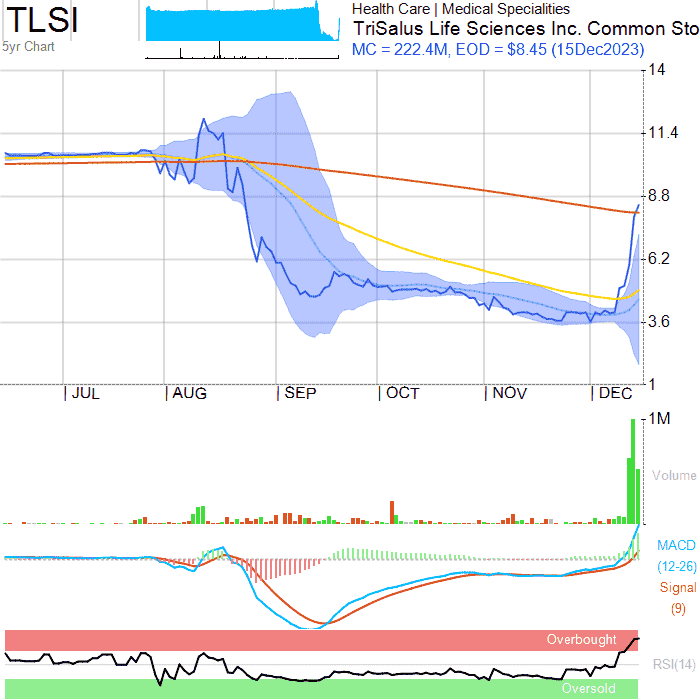 TLSI
5yr Chart
Health Care | Medical Specialities
TriSalus Life Sciences Inc. Common Sto
MC = 222.4M, EOD = $8.45 (15Dec2023)
14
11.4
8.8
6.2
3.6
1
JUL
AUG
SEP
OCT
NOV
DEC
1M
Volume
MACD
(12-26)
Signal
(9)
Overbought
RSI(14)
Oversold